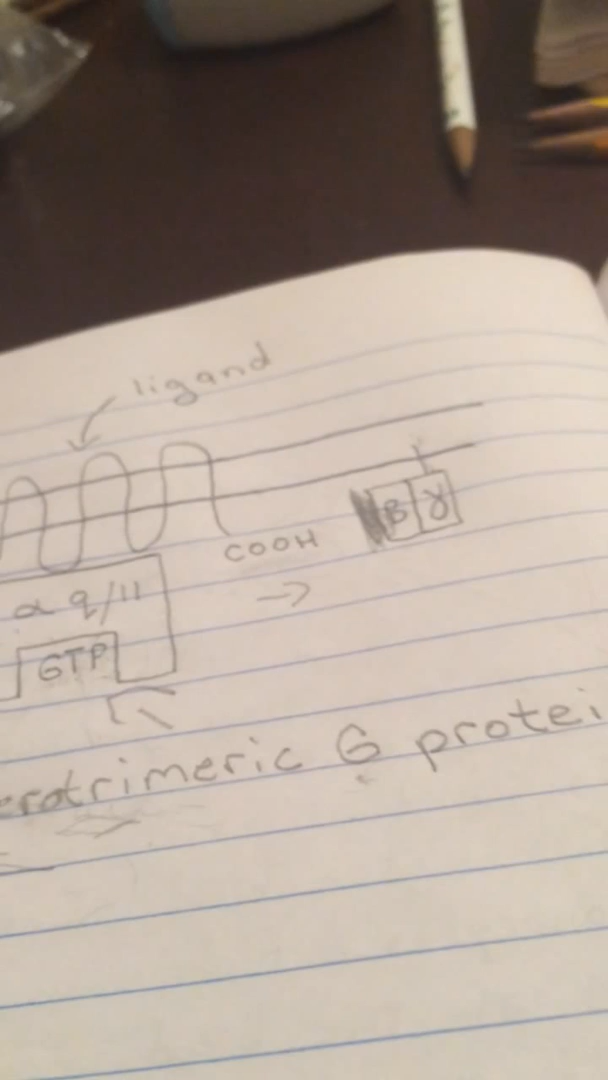 ligand
β γ
COOH
α q/11
GTP
erotrimeric G protei